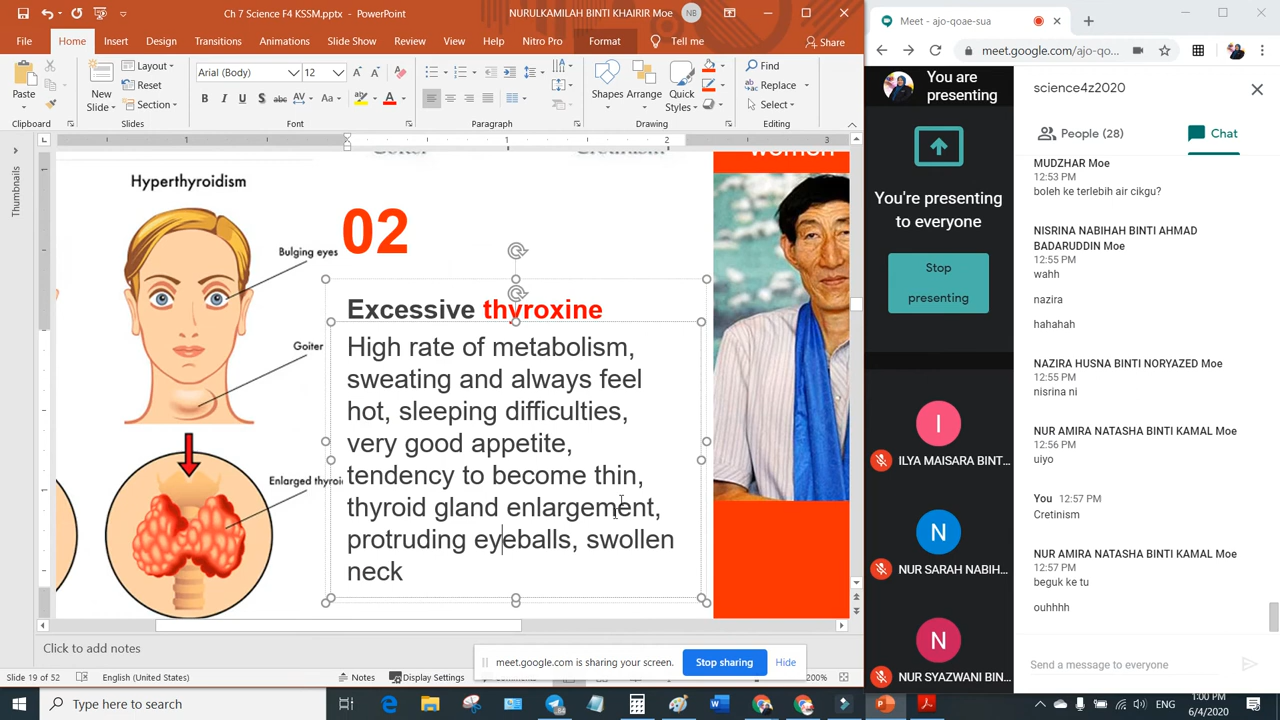 Ch 7 Science F4 KSSM.pptx
NURULKAMILAH BINTI KHAIRIR Moe
NB
File
Home
Insert
Design
Transitions
Animations
Slide Show
Review
View
Help
Nitro Pro
Format
Tell me
Share
Paste
New
Slide
Layout
Reset
Section
Arial (Body)
12
B I U S abc AV Aa A
Shapes
Arrange
Quick
Styles
Find
Replace
Select
Clipboard
Slides
Font
Paragraph
Drawing
Editing
1
1
2
3
Thumbnails
Goiter
Cretinism
women
Hyperthyroidism
Bulging eyes
Goiter
Enlarged thyroi
02
Excessive thyroxine
High rate of metabolism,
sweating and always feel
hot, sleeping difficulties,
very good appetite,
tendency to become thin,
thyroid gland enlargement,
protruding eyeballs, swollen
neck
Click to add notes
meet.google.com is sharing your screen.
Stop sharing
Hide
Slide 19 of 52
English (United States)
Notes
Display Settings
200%
Type here to search
ENG
1:00 PM
6/4/2020
Meet - ajo-qoae-sua
meet.google.com/ajo-qo...
You are
presenting
You're presenting
to everyone
Stop
presenting
I
ILYA MAISARA BINT...
N
NUR SARAH NABIH...
N
NUR SYAZWANI BIN...
science4z2020
People (28)
Chat
MUDZHAR Moe
12:53 PM
boleh ke terlebih air cikgu?
NISRINA NABIHAH BINTI AHMAD
BADARUDDIN Moe
12:55 PM
wahh
nazira
hahahah
NAZIRA HUSNA BINTI NORYAZED Moe
12:55 PM
nisrina ni
NUR AMIRA NATASHA BINTI KAMAL Moe
12:56 PM
uiyo
You 12:57 PM
Cretinism
NUR AMIRA NATASHA BINTI KAMAL Moe
12:57 PM
beguk ke tu
ouhhhh
Send a message to everyone